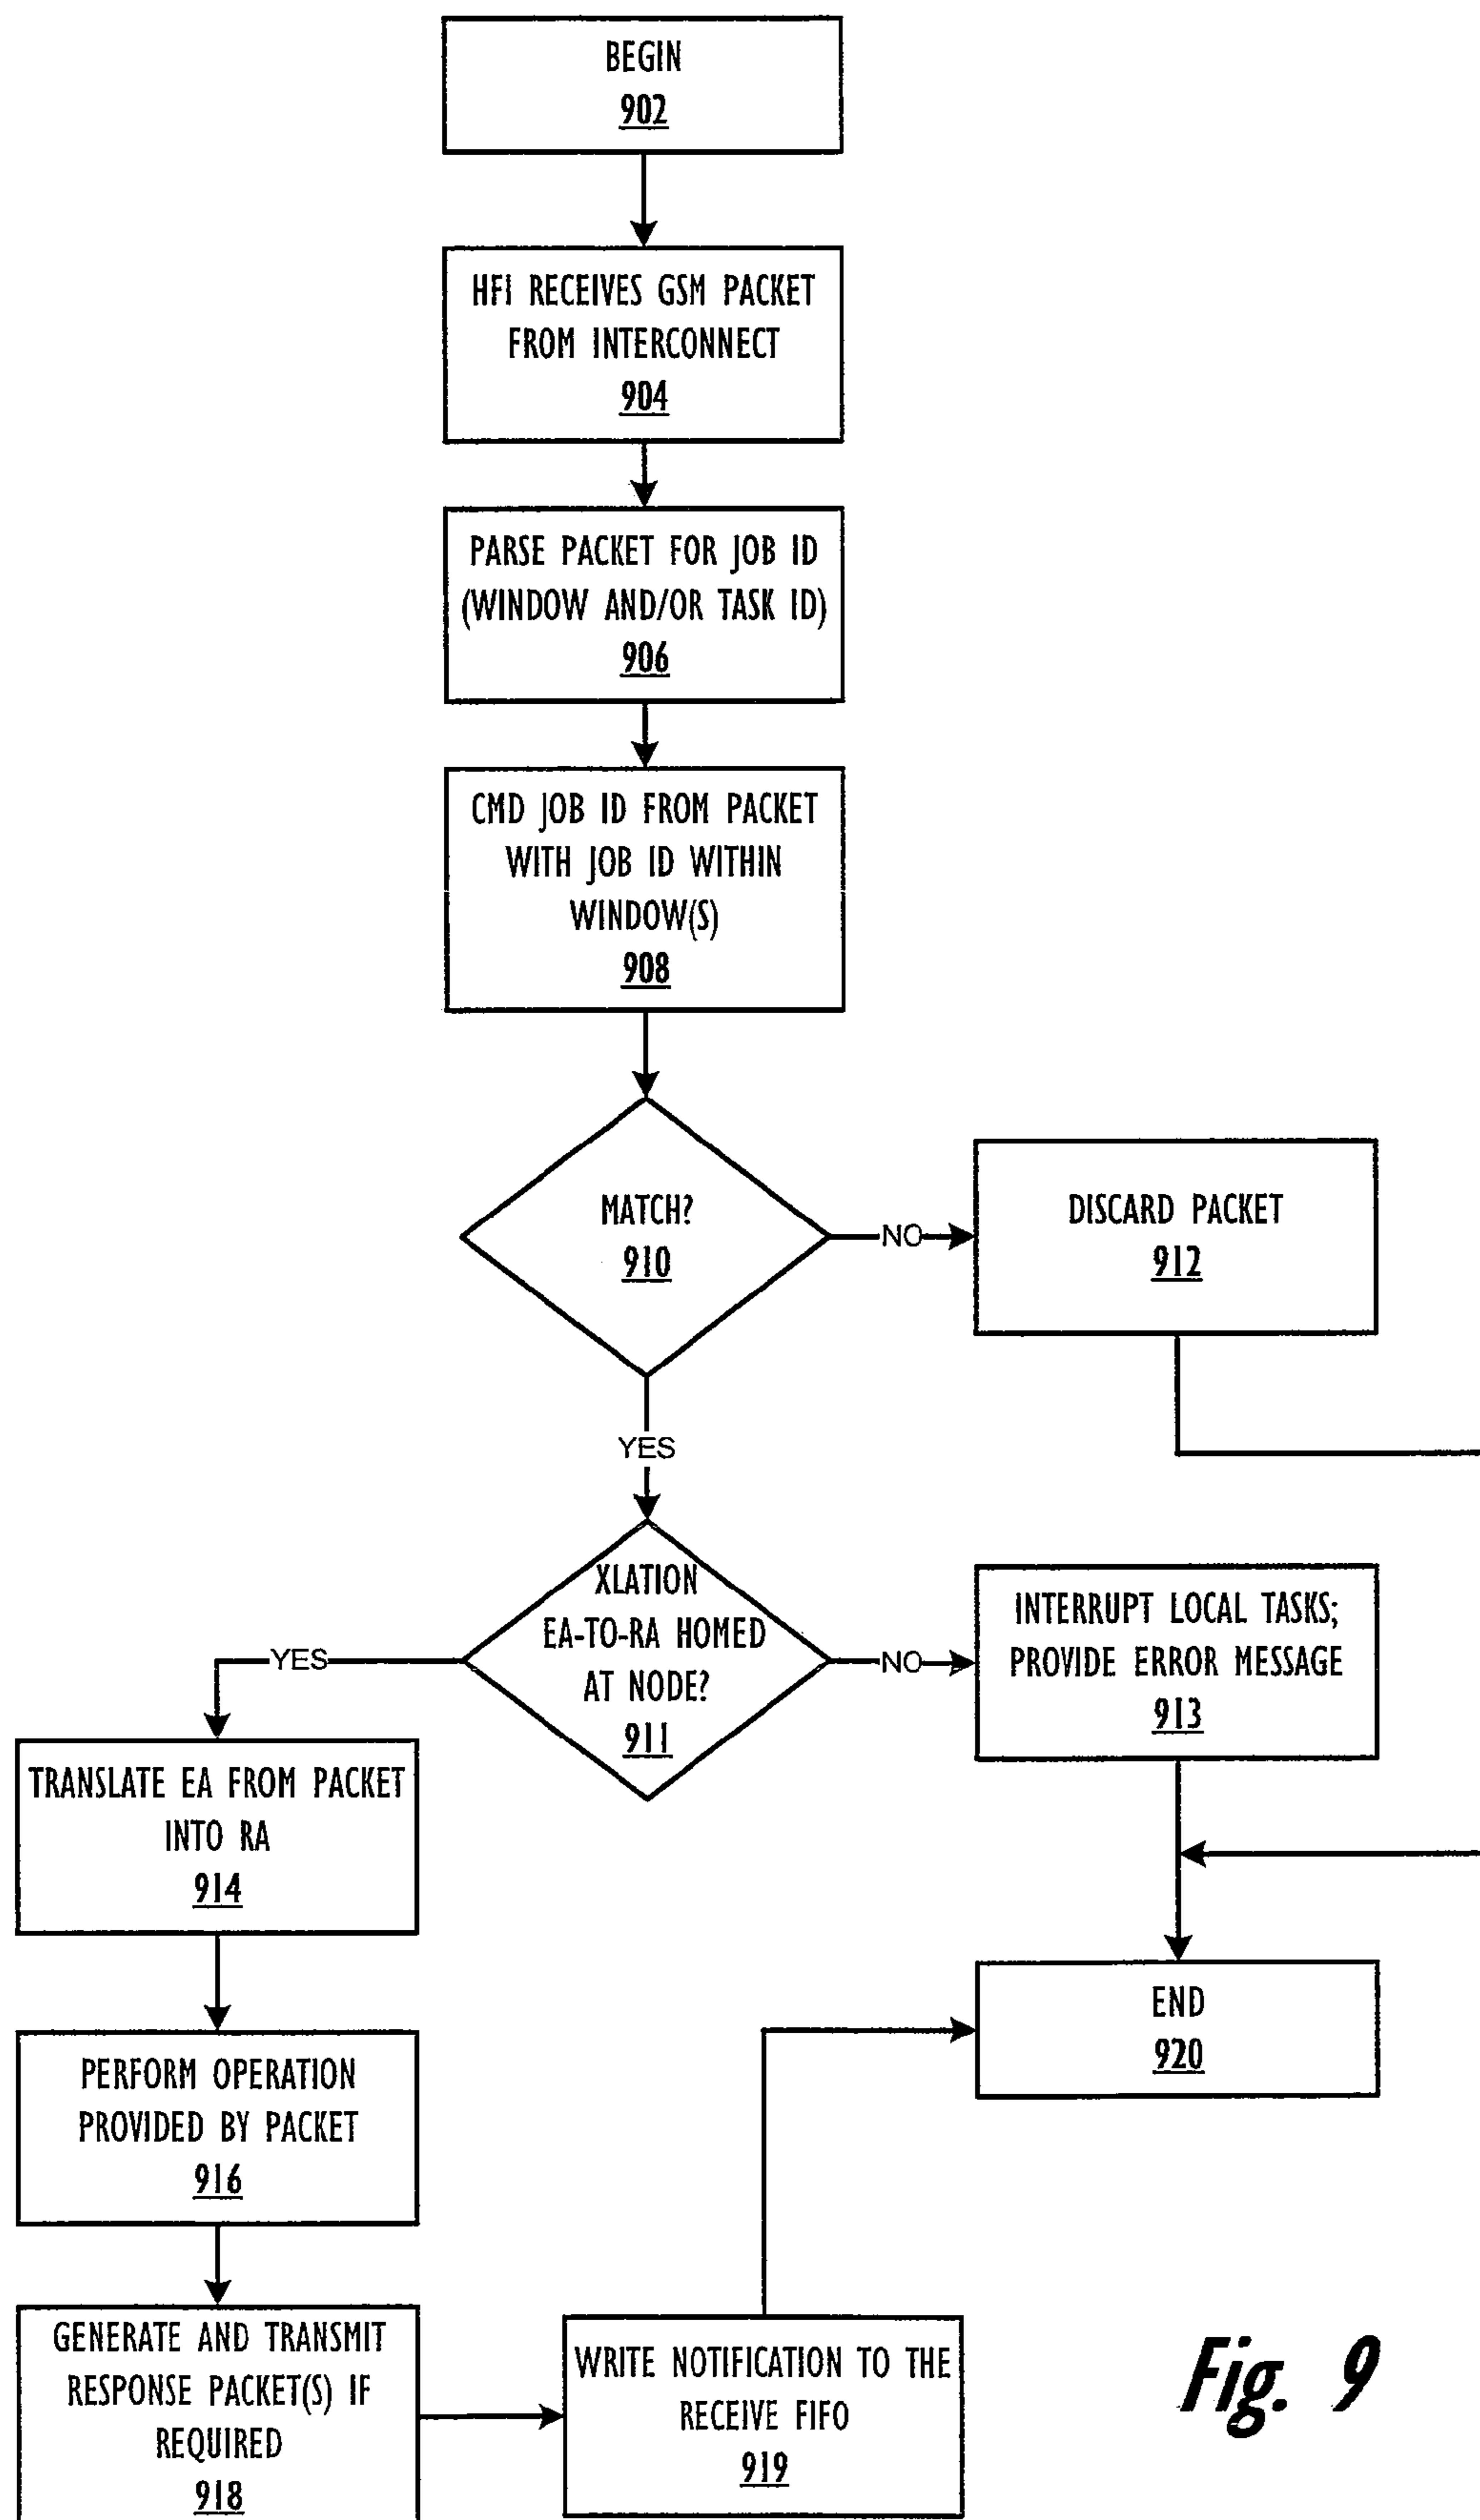 BEGIN
902
HFI RECEIVES GSM PACKET
FROM INTERCONNECT
904
PARSE PACKET FOR JOB ID
(WINDOW AND/OR TASK ID)
906
CMD JOB ID FROM PACKET
WITH JOB ID WITHIN
WINDOW(S)
908
MATCH?
910
NO
DISCARD PACKET
912
YES
XLATION
EA-TO-RA HOMED
AT NODE?
911
NO
INTERRUPT LOCAL TASKS;
PROVIDE ERROR MESSAGE
913
YES
TRANSLATE EA FROM PACKET
INTO RA
914
END
920
PERFORM OPERATION
PROVIDED BY PACKET
916
GENERATE AND TRANSMIT
RESPONSE PACKET(S) IF
REQUIRED
918
WRITE NOTIFICATION TO THE
RECEIVE FIFO
919
Fig. 9